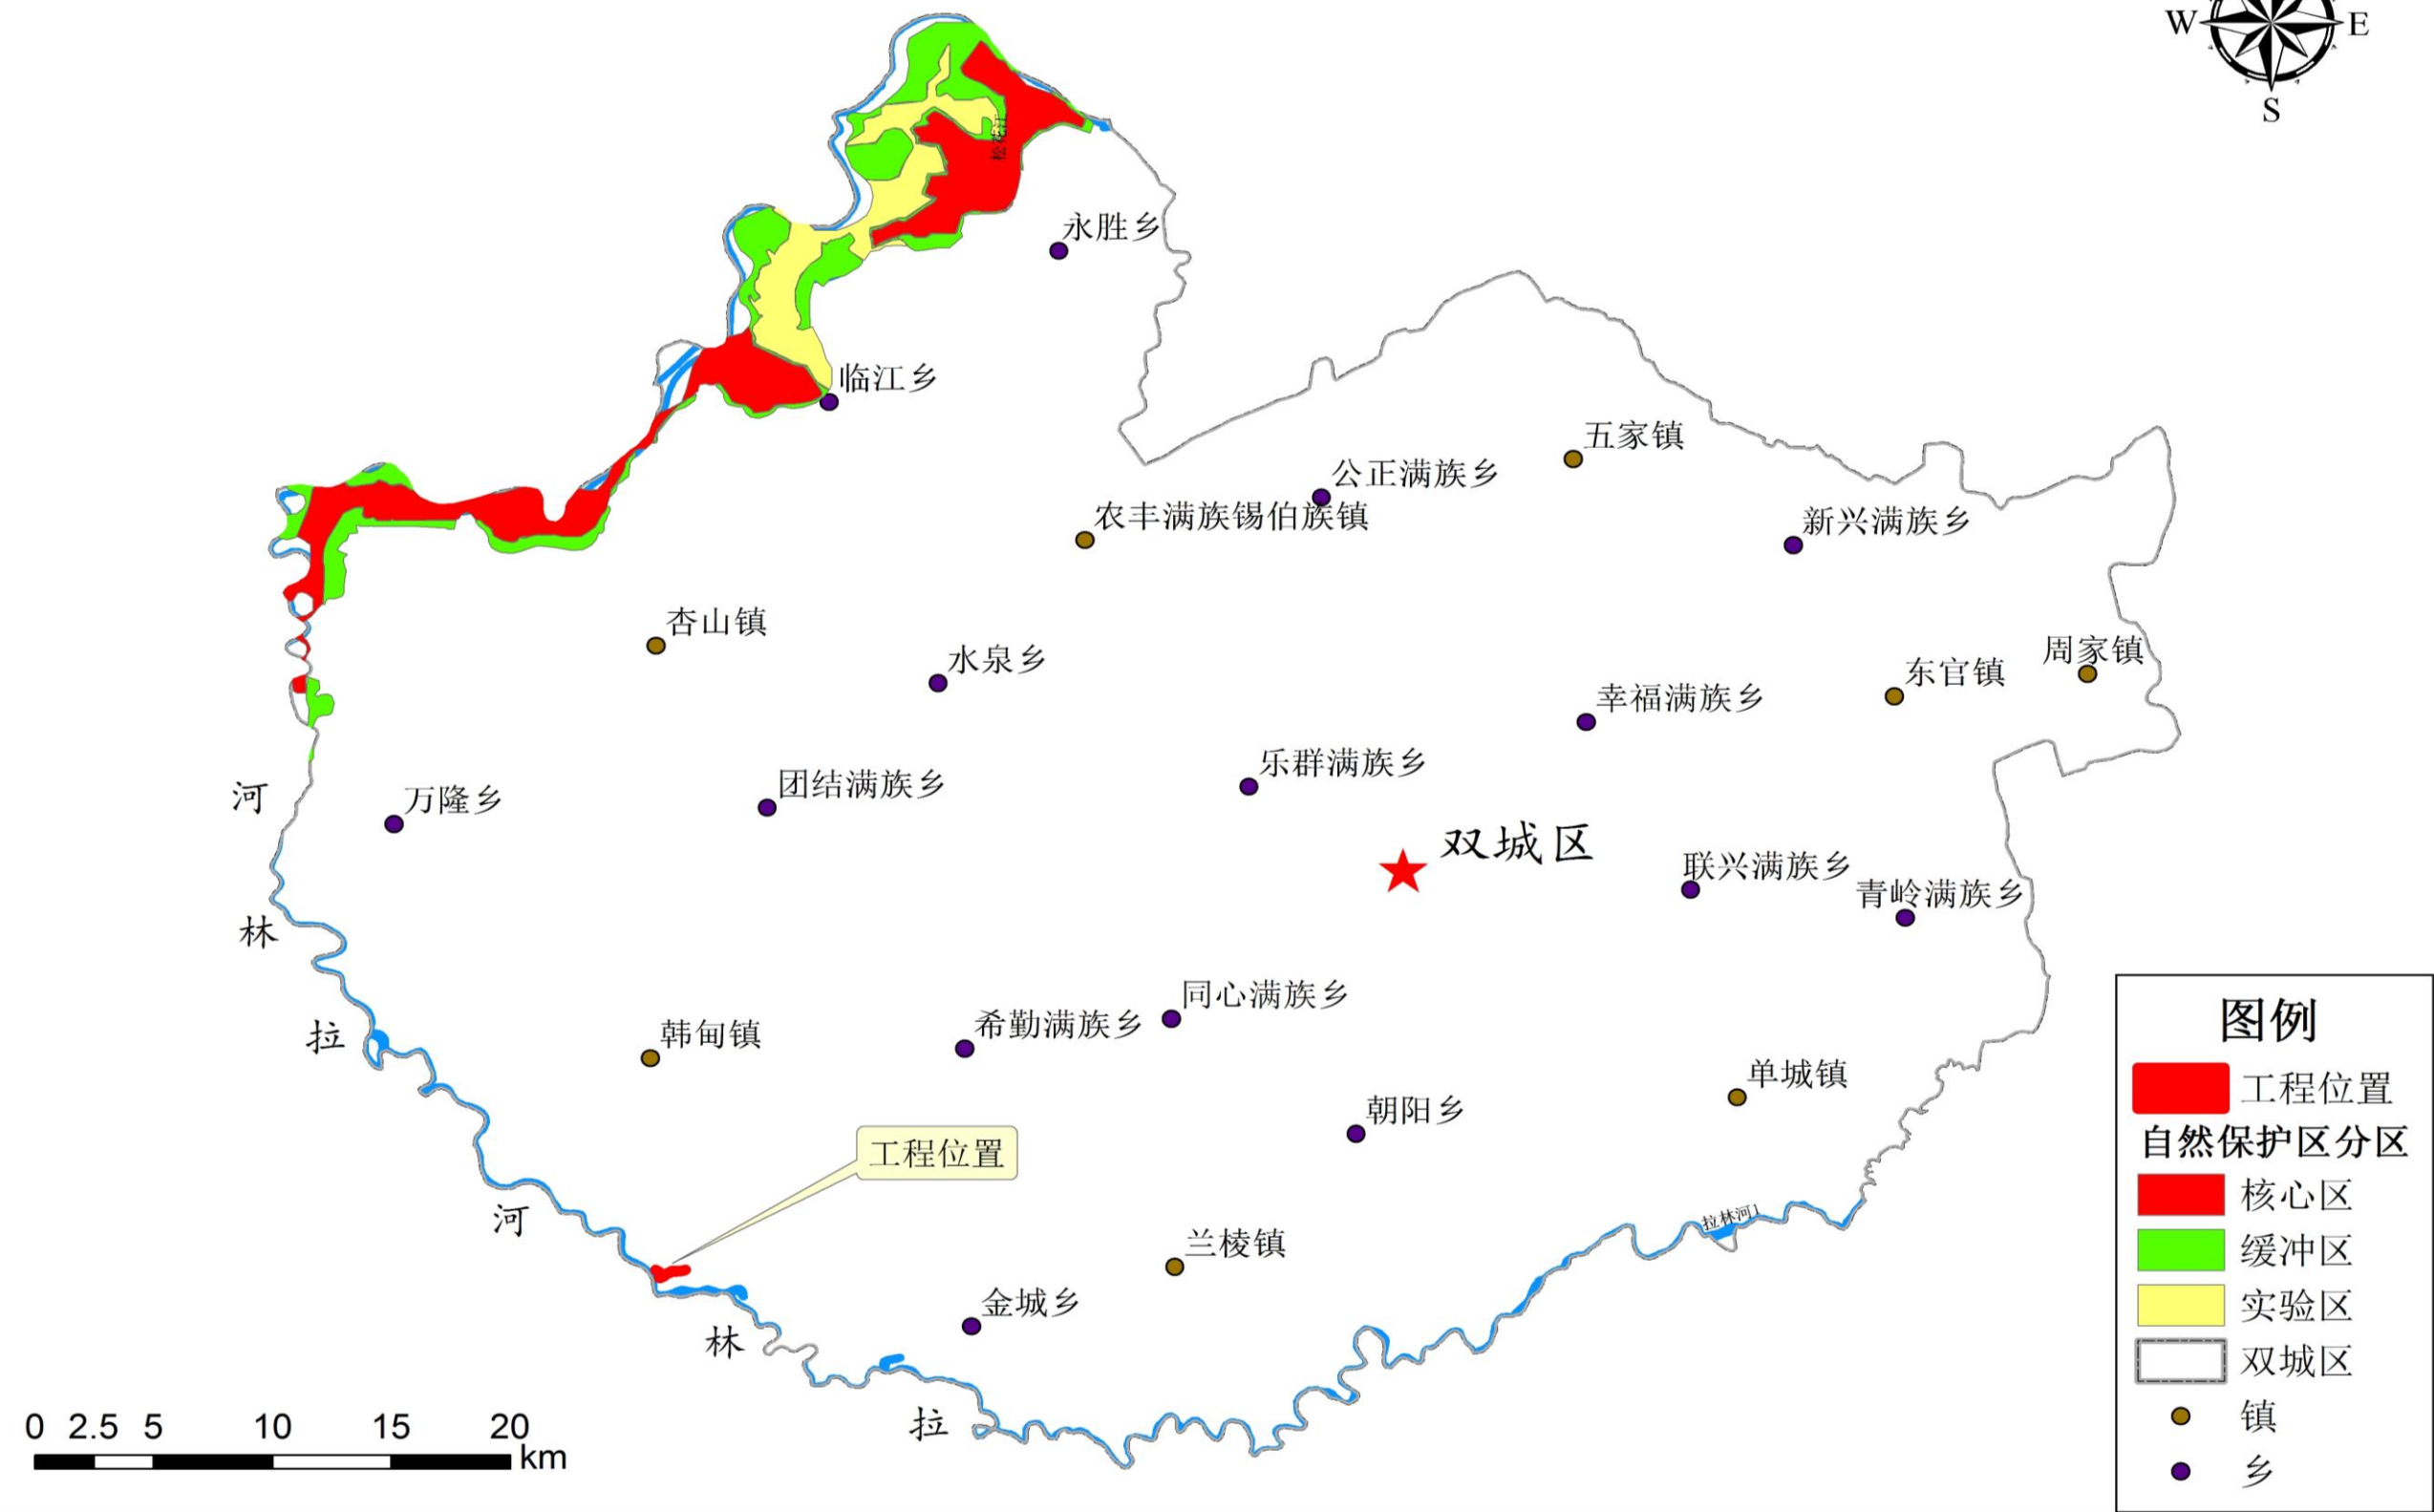 W
E
S
松花江
永胜乡
临江乡
五家镇
公正满族乡
农丰满族锡伯族镇
新兴满族乡
杏山镇
水泉乡
周家镇
东官镇
幸福满族乡
乐群满族乡
团结满族乡
万隆乡
河
双城区
联兴满族乡
青岭满族乡
林
同心满族乡
希勤满族乡
韩甸镇
拉
单城镇
朝阳乡
工程位置
河
拉林河1
兰棱镇
金城乡
林
拉
图例
工程位置
自然保护区分区
核心区
缓冲区
实验区
双城区
镇
乡
0 2.5 5 10 15 20
km